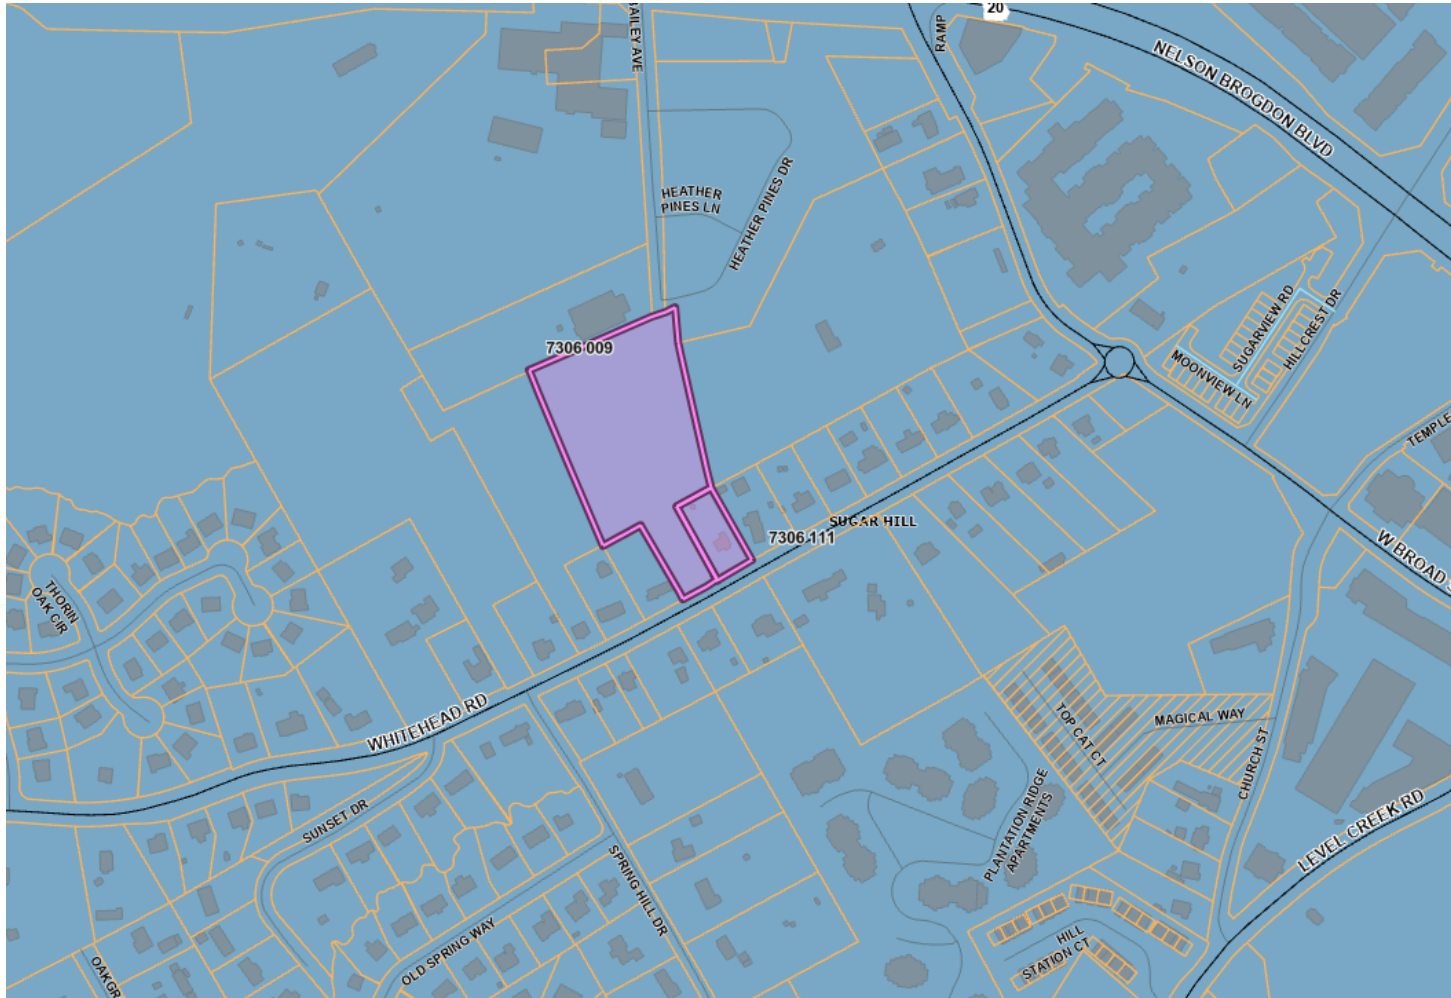 20
BAILEY AVE
RAMP
NELSON BROGDON BLVD
HEATHER
PINES LN
HEATHER PINES DR
SUGARVIEW RD
HILLCREST DR
MOONVIEW LN
7306 009
TEMPLE
SUGAR HILL
7306 111
W BROAD S
THORIN
OAK CIR
WHITEHEAD RD
TOP CAT CT
MAGICAL WAY
CHURCH ST
SUNSET DR
PLANTATION RIDGE
APARTMENTS
LEVEL CREEK RD
SPRING HILL DR
OLD SPRING WAY
HILL
STATION CT
OAKGR